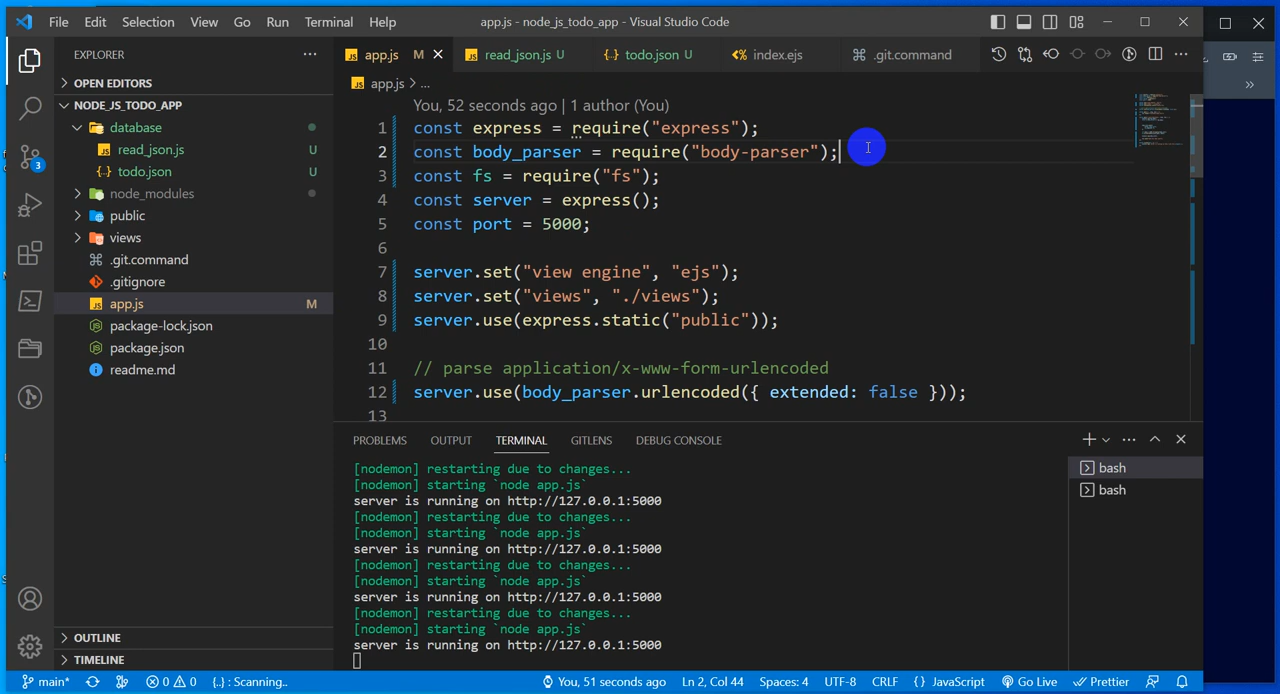 File Edit Selection View Go Run Terminal Help app.js - node_js_todo_app - Visual Studio Code
EXPLORER
OPEN EDITORS
NODE_JS_TODO_APP
database
read_json.js U
todo.json U
node_modules
public
views
.git.command
.gitignore
app.js M
package-lock.json
package.json
readme.md
OUTLINE
TIMELINE
3
app.js M read_json.js U todo.json U index.ejs .git.command
app.js > ...
You, 52 seconds ago | 1 author (You)
1 const express = require("express");
2 const body_parser = require("body-parser");
3 const fs = require("fs");
4 const server = express();
5 const port = 5000;
6
7 server.set("view engine", "ejs");
8 server.set("views", "./views");
9 server.use(express.static("public"));
10
11 // parse application/x-www-form-urlencoded
12 server.use(body_parser.urlencoded({ extended: false }));
13
PROBLEMS OUTPUT TERMINAL GITLENS DEBUG CONSOLE
[nodemon] restarting due to changes...
[nodemon] starting `node app.js`
server is running on http://127.0.0.1:5000
[nodemon] restarting due to changes...
[nodemon] starting `node app.js`
server is running on http://127.0.0.1:5000
[nodemon] restarting due to changes...
[nodemon] starting `node app.js`
server is running on http://127.0.0.1:5000
[nodemon] restarting due to changes...
[nodemon] starting `node app.js`
server is running on http://127.0.0.1:5000
bash
bash
main* 0 0 {..} : Scanning.. You, 51 seconds ago Ln 2, Col 44 Spaces: 4 UTF-8 CRLF {} JavaScript Go Live Prettier